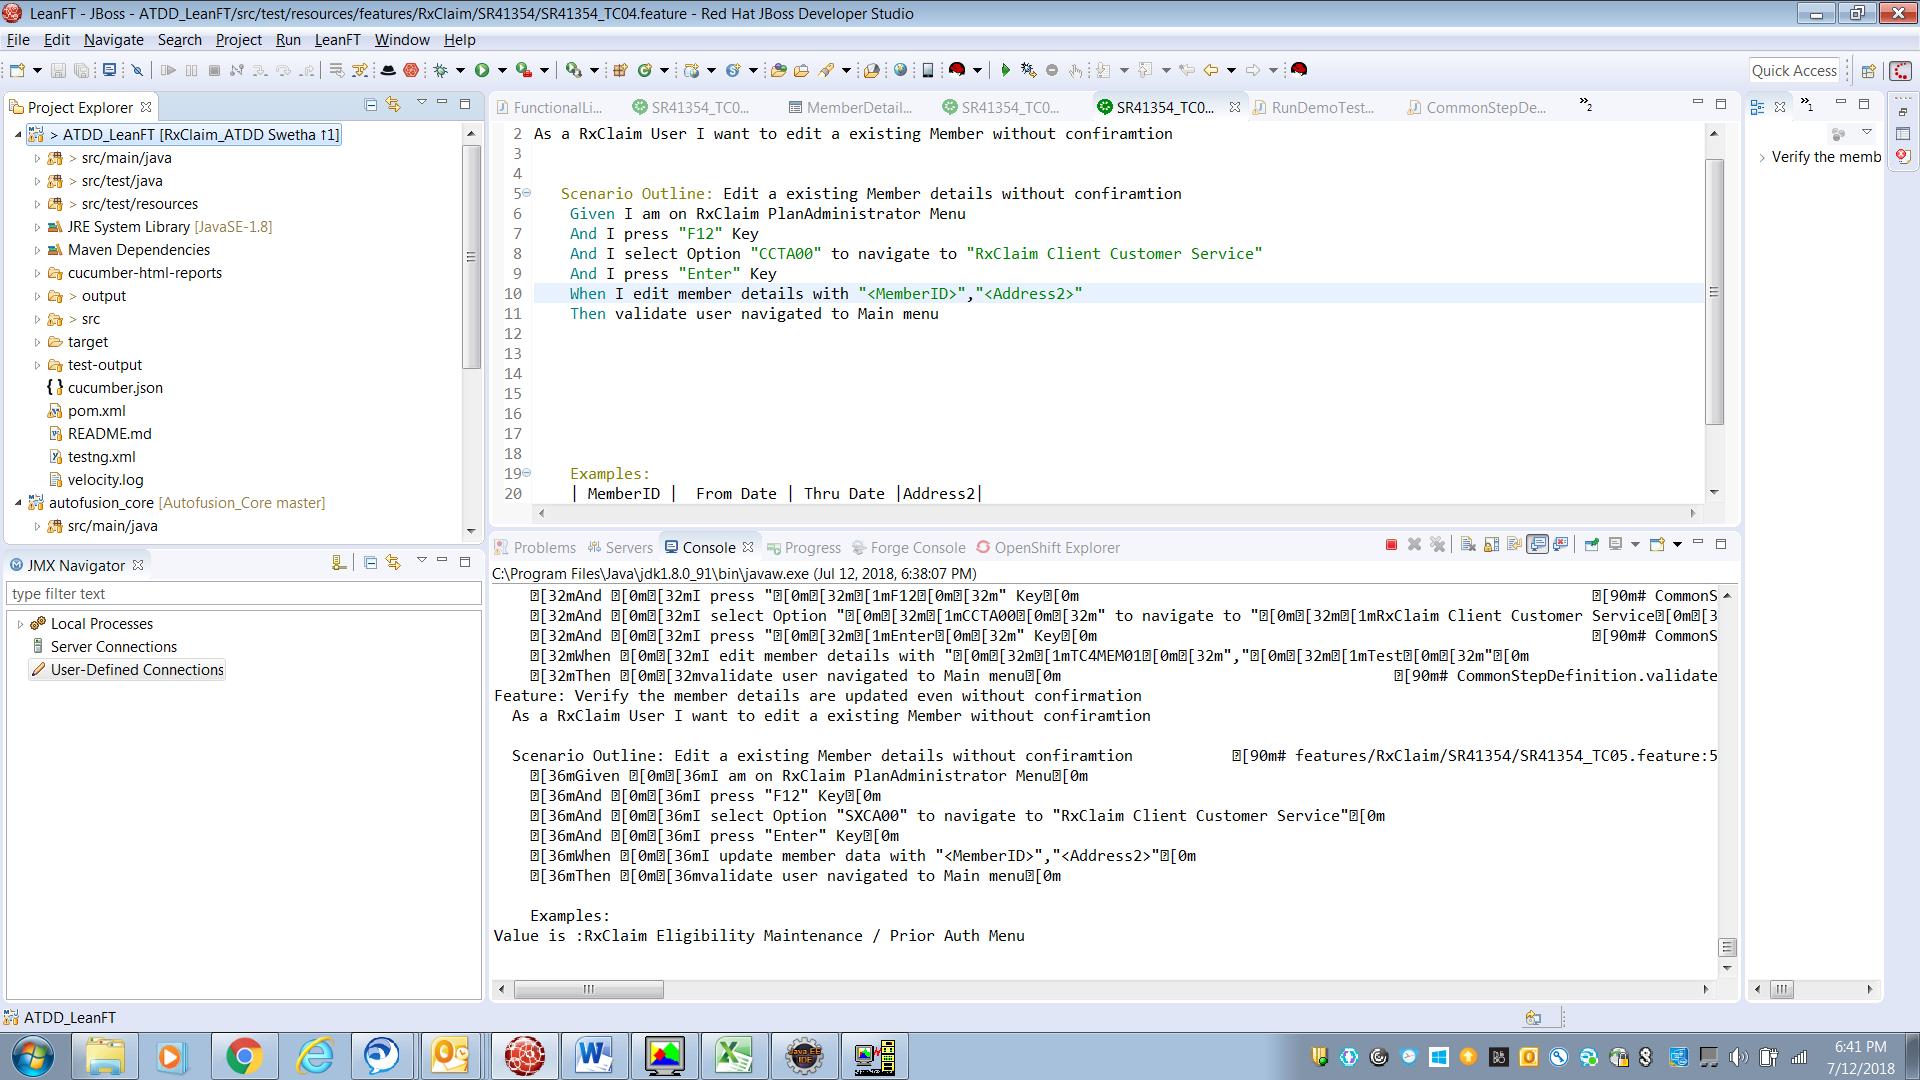 LeanFT - JBoss - ATDD_LeanFT/src/test/resources/features/RxClaim/SR41354/SR41354_TC04.feature - Red Hat JBoss Developer Studio
File Edit Navigate Search Project Run LeanFT Window Help
Quick Access
Project Explorer
> ATDD_LeanFT [RxClaim_ATDD Swetha ↑1]
> src/main/java
> src/test/java
> src/test/resources
JRE System Library [JavaSE-1.8]
Maven Dependencies
cucumber-html-reports
> output
> src
target
test-output
cucumber.json
pom.xml
README.md
testng.xml
velocity.log
autofusion_core [Autofusion_Core master]
> src/main/java
JMX Navigator
type filter text
Local Processes
Server Connections
User-Defined Connections
FunctionalLi... SR41354_TC0... MemberDetail... SR41354_TC0... SR41354_TC0... RunDemoTest... CommonStepDe... »2
2 As a RxClaim User I want to edit a existing Member without confiramtion
3
4
5 Scenario Outline: Edit a existing Member details without confiramtion
6 Given I am on RxClaim PlanAdministrator Menu
7 And I press "F12" Key
8 And I select Option "CCTA00" to navigate to "RxClaim Client Customer Service"
9 And I press "Enter" Key
10 When I edit member details with "<MemberID>","<Address2>"
11 Then validate user navigated to Main menu
12
13
14
15
16
17
18
19 Examples:
20 | MemberID | From Date | Thru Date |Address2|
»1
Verify the memb
Problems Servers Console Progress Forge Console OpenShift Explorer
C:\Program Files\Java\jdk1.8.0_91\bin\javaw.exe (Jul 12, 2018, 6:38:07 PM)
[32mAnd [0m[32mI press "[0m[32m[1mF12[0m[32m" Key[0m [90m# CommonS
[32mAnd [0m[32mI select Option "[0m[32m[1mCCTA00[0m[32m" to navigate to "[0m[32m[1mRxClaim Client Customer Service[0m[3
[32mAnd [0m[32mI press "[0m[32m[1mEnter[0m[32m" Key[0m [90m# CommonS
[32mWhen [0m[32mI edit member details with "[0m[32m[1mTC4MEM01[0m[32m","[0m[32m[1mTest[0m[32m"[0m
[32mThen [0m[32mvalidate user navigated to Main menu[0m [90m# CommonStepDefinition.validate
Feature: Verify the member details are updated even without confirmation
As a RxClaim User I want to edit a existing Member without confiramtion
Scenario Outline: Edit a existing Member details without confiramtion [90m# features/RxClaim/SR41354/SR41354_TC05.feature:5
[36mGiven [0m[36mI am on RxClaim PlanAdministrator Menu[0m
[36mAnd [0m[36mI press "F12" Key[0m
[36mAnd [0m[36mI select Option "SXCA00" to navigate to "RxClaim Client Customer Service"[0m
[36mAnd [0m[36mI press "Enter" Key[0m
[36mWhen [0m[36mI update member data with "<MemberID>","<Address2>"[0m
[36mThen [0m[36mvalidate user navigated to Main menu[0m
Examples:
Value is :RxClaim Eligibility Maintenance / Prior Auth Menu
ATDD_LeanFT
6:41 PM
7/12/2018